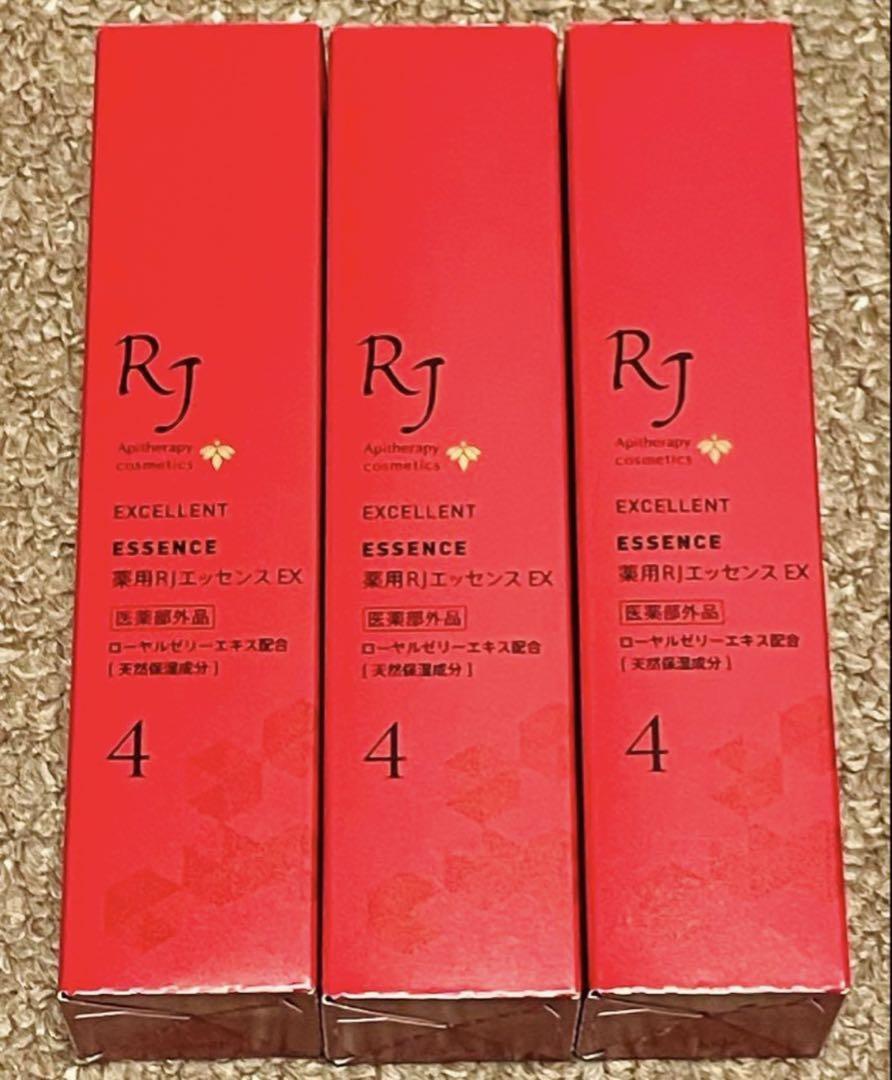 RJ
Apitherapy
cosmetics
EXCELLENT
ESSENCE
薬用RJエッセンス EX
医薬部外品
ローヤルゼリーエキス配合
[ 天然保湿成分 ]
4
RJ
Apitherapy
cosmetics
EXCELLENT
ESSENCE
薬用RJエッセンス EX
医薬部外品
ローヤルゼリーエキス配合
[ 天然保湿成分 ]
4
RJ
Apitherapy
cosmetics
EXCELLENT
ESSENCE
薬用RJエッセンス EX
医薬部外品
ローヤルゼリーエキス配合
[ 天然保湿成分 ]
4